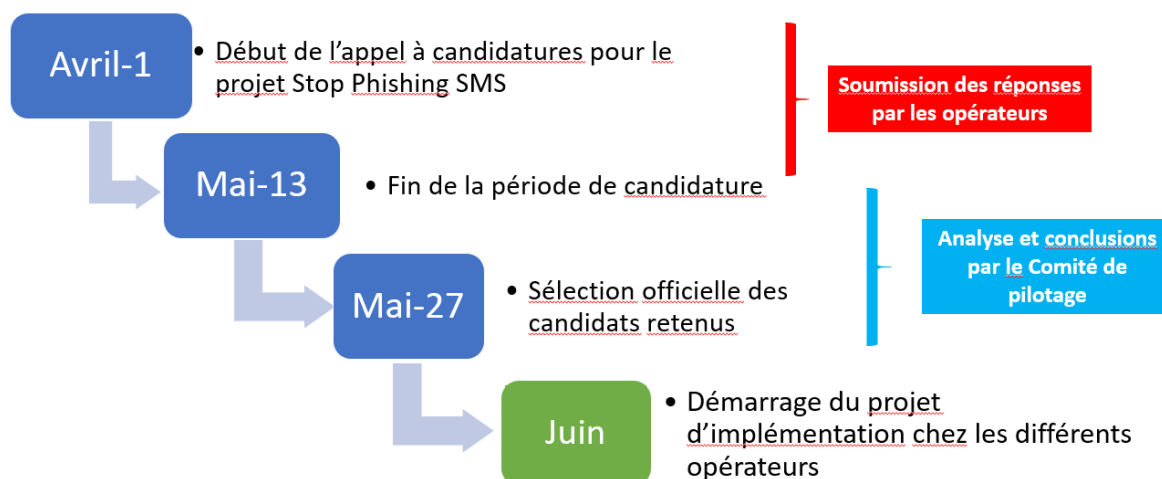 Avril-1
• Début de l’appel à candidatures pour le
projet Stop Phishing SMS
Soumission des réponses
par les opérateurs
Mai-13
• Fin de la période de candidature
Analyse et conclusions
par le Comité de
pilotage
Mai-27
• Sélection officielle des
candidats retenus
Juin
• Démarrage du projet
d’implémentation chez les différents
opérateurs